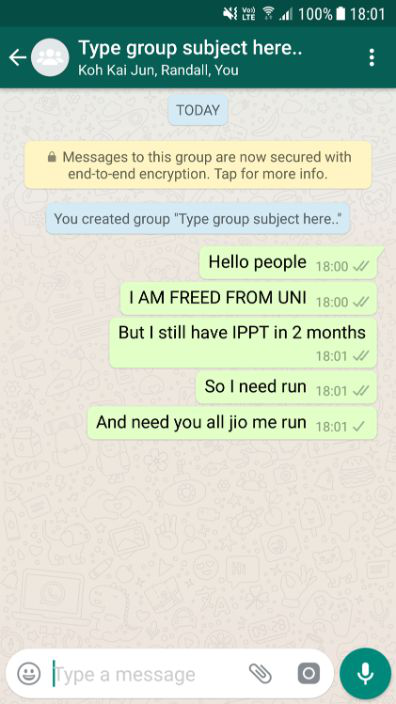 Vo)) LTE 100% 18:01
Type group subject here..
Koh Kai Jun, Randall, You
TODAY
Messages to this group are now secured with
end-to-end encryption. Tap for more info.
You created group "Type group subject here.."
Hello people 18:00
I AM FREED FROM UNI 18:00
But I still have IPPT in 2 months
18:01
So I need run 18:01
And need you all jio me run 18:01
Type a message